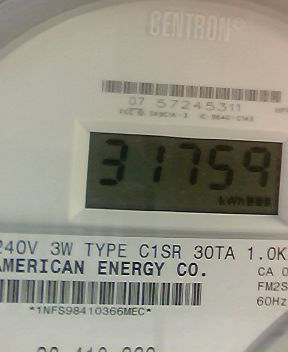 CENTRON®
07 57245311
31759
kWh
240V 3W TYPE C1SR 30TA 1.0K
AMERICAN ENERGY CO.
CA 0
FM2S
60Hz
*1NFS98410366MEC*